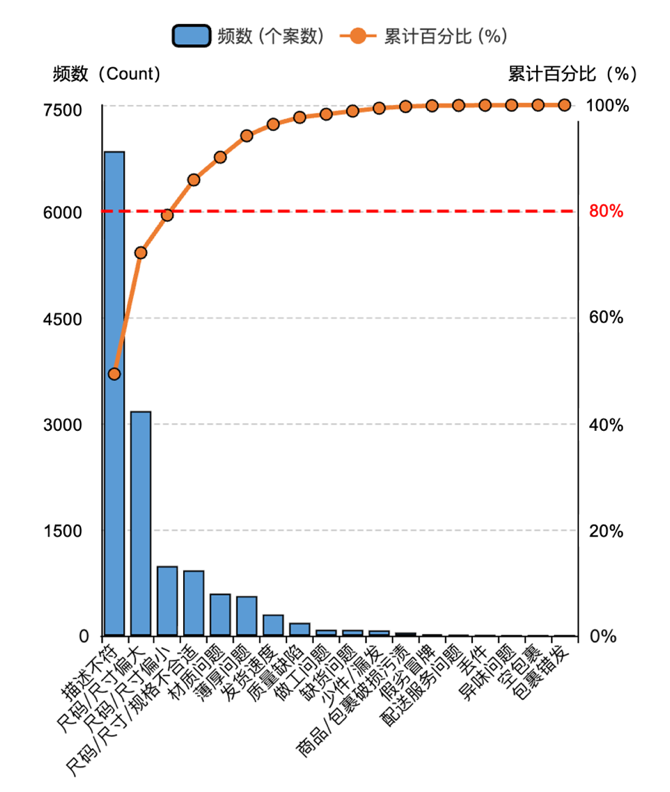 频数 (个案数) 累计百分比 (%)
频数（Count） 累计百分比（%）
7500 100%
6000 80%
4500 60%
3000 40%
1500 20%
0 0%
描述不符
尺码/尺寸偏大
尺码/尺寸偏小
尺码/尺寸/规格不合适
材质问题
薄厚问题
发货速度
质量缺陷
做工问题
缺货问题
少件/漏发
商品/包裹破损污渍
假劣冒牌
配送服务问题
丢件
异味问题
空包裹
包裹错发